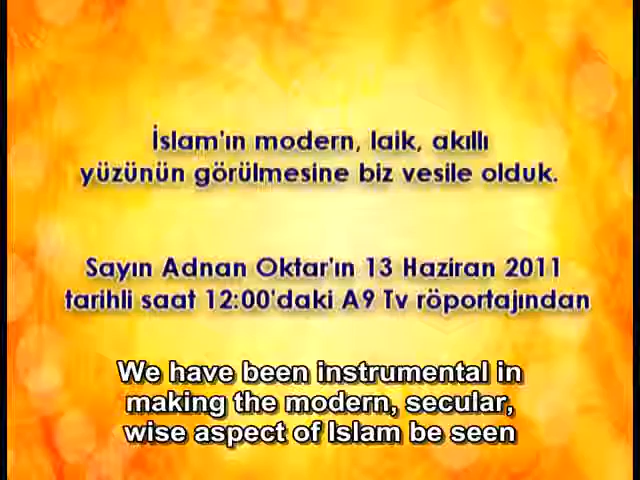 İslam'ın modern, laik, akıllı
yüzünün görülmesine biz vesile olduk.
Sayın Adnan Oktar'ın 13 Haziran 2011
tarihli saat 12:00'daki A9 Tv röportajından
We have been instrumental in
making the modern, secular,
wise aspect of Islam be seen